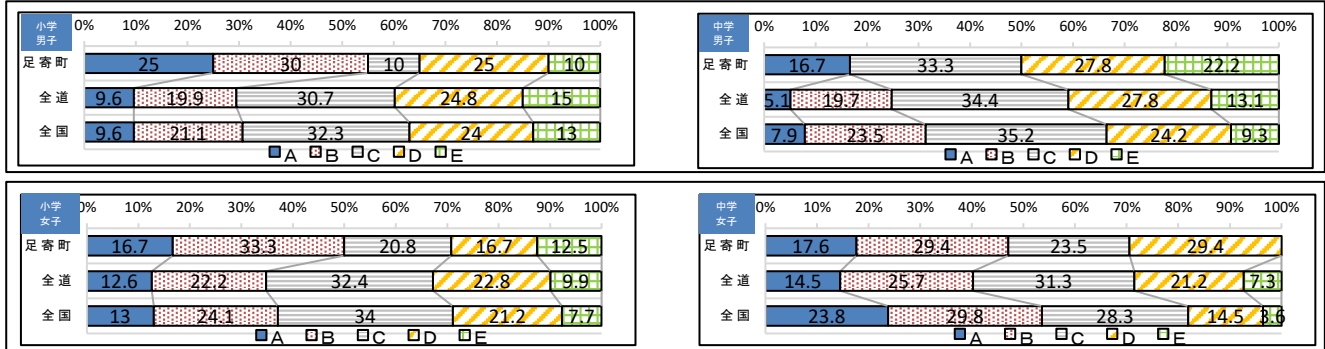 小学
男子
0% 10% 20% 30% 40% 50% 60% 70% 80% 90% 100%
足寄町 25 30 10 25 10
全道 9.6 19.9 30.7 24.8 15
全国 9.6 21.1 32.3 24 13
A B C D E
中学
男子
0% 10% 20% 30% 40% 50% 60% 70% 80% 90% 100%
足寄町 16.7 33.3 27.8 22.2
全道 5.1 19.7 34.4 27.8 13.1
全国 7.9 23.5 35.2 24.2 9.3
A B C D E
小学
女子
0% 10% 20% 30% 40% 50% 60% 70% 80% 90% 100%
足寄町 16.7 33.3 20.8 16.7 12.5
全道 12.6 22.2 32.4 22.8 9.9
全国 13 24.1 34 21.2 7.7
A B C D E
中学
女子
0% 10% 20% 30% 40% 50% 60% 70% 80% 90% 100%
足寄町 17.6 29.4 23.5 29.4
全道 14.5 25.7 31.3 21.2 7.3
全国 23.8 29.8 28.3 14.5 3.6
A B C D E